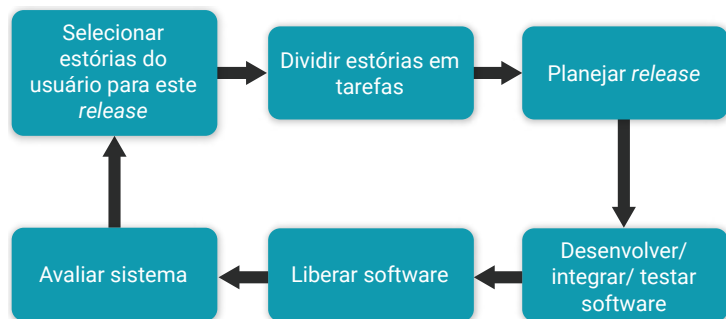 Selecionar
estórias do
usuário para este
release
Dividir estórias em
tarefas
Planejar release
Desenvolver/
integrar/ testar
software
Liberar software
Avaliar sistema